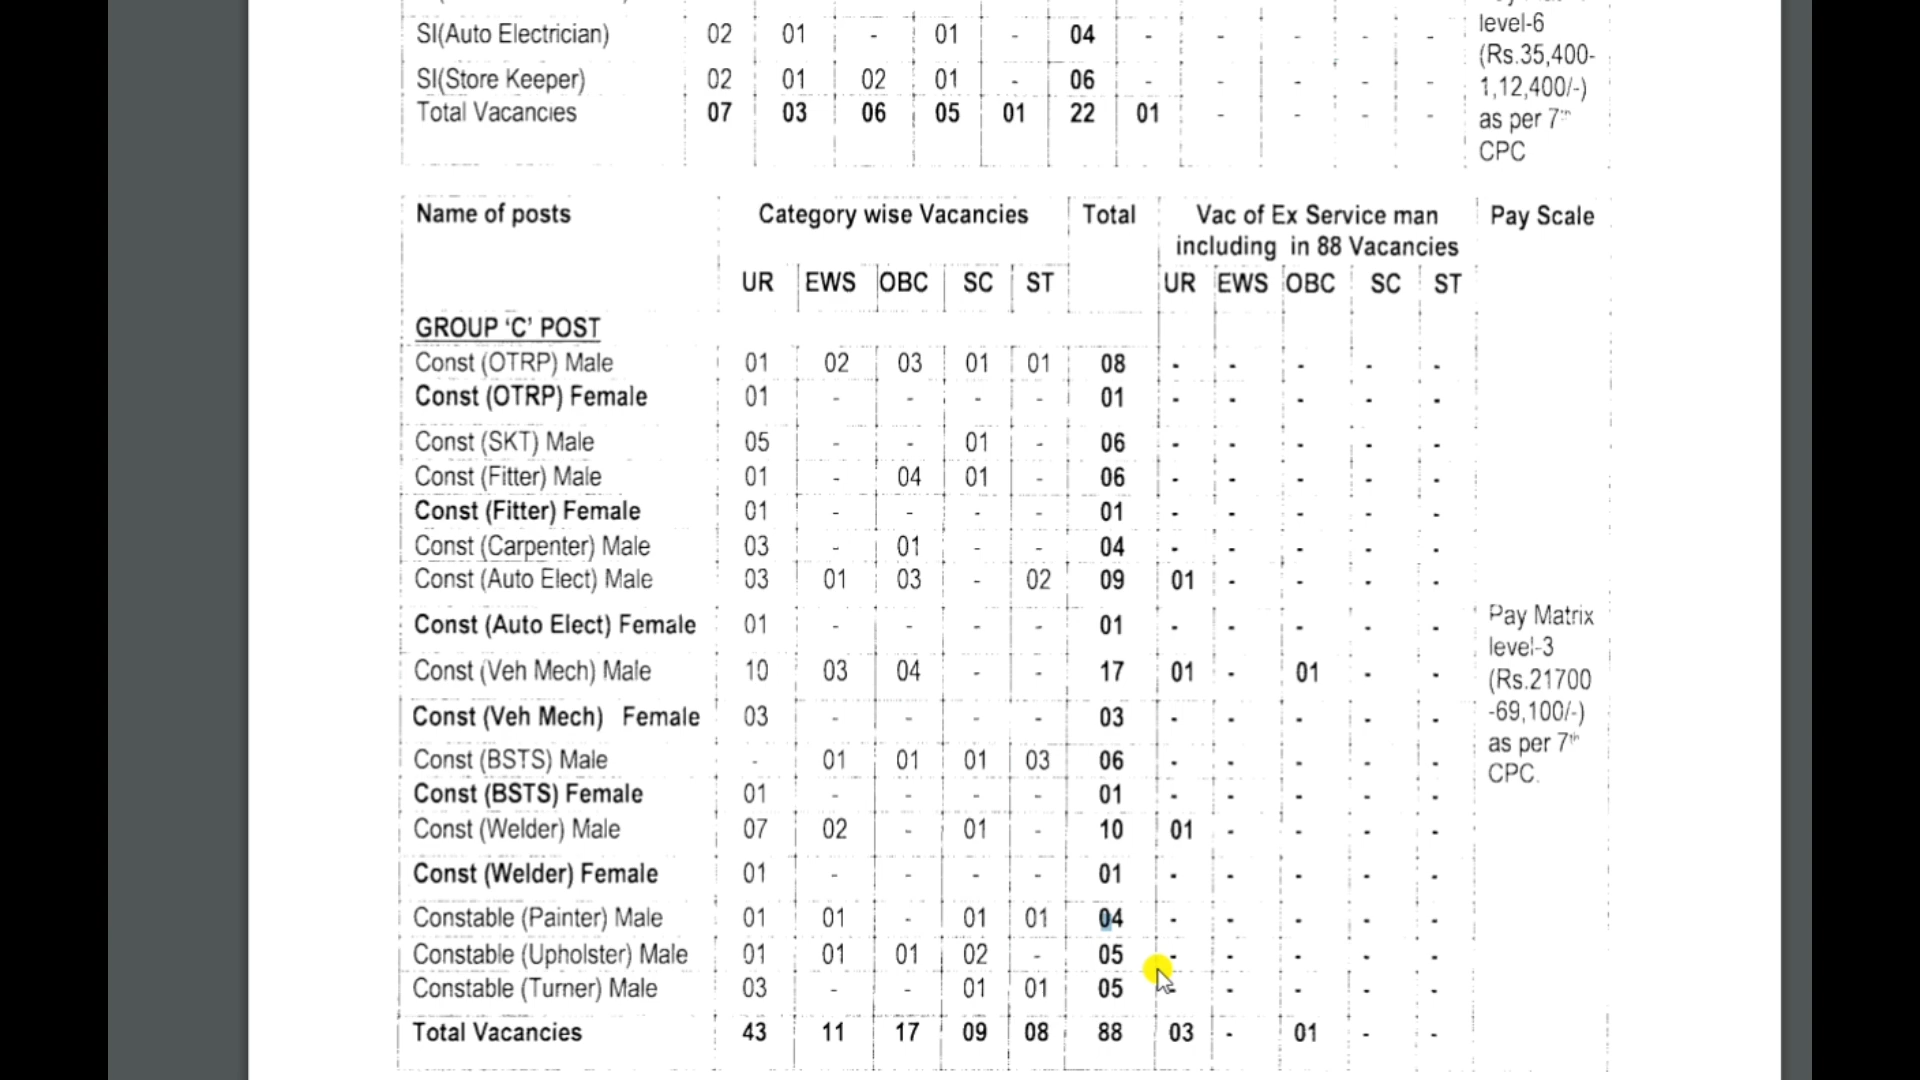 level-6
SI(Auto Electrician) 02 01 - 01 - 04 - - - - -
(Rs.35,400-
SI(Store Keeper) 02 01 02 01 - 06 - - - - -
1,12,400/-)
Total Vacancies 07 03 06 05 01 22 01 - - - -
as per 7th
CPC
Name of posts Category wise Vacancies Total Vac of Ex Service man Pay Scale
including in 88 Vacancies
UR EWS OBC SC ST UR EWS OBC SC ST
GROUP ‘C’ POST
Const (OTRP) Male 01 02 03 01 01 08 - - - - -
Const (OTRP) Female 01 - - - - 01 - - - - -
Const (SKT) Male 05 - - 01 - 06 - - - - -
Const (Fitter) Male 01 - 04 01 - 06 - - - - -
Const (Fitter) Female 01 - - - - 01 - - - - -
Const (Carpenter) Male 03 - 01 - - 04 - - - - -
Const (Auto Elect) Male 03 01 03 - 02 09 01 - - - -
Const (Auto Elect) Female 01 - - - - 01 - - - - -
Const (Veh Mech) Male 10 03 04 - - 17 01 - 01 - -
Const (Veh Mech) Female 03 - - - - 03 - - - - -
Const (BSTS) Male - 01 01 01 03 06 - - - - -
Const (BSTS) Female 01 - - - - 01 - - - - -
Const (Welder) Male 07 02 - 01 - 10 01 - - - -
Const (Welder) Female 01 - - - - 01 - - - - -
Constable (Painter) Male 01 01 - 01 01 04 - - - - -
Constable (Upholster) Male 01 01 01 02 - 05 - - - - -
Constable (Turner) Male 03 - - 01 01 05 - - - - -
Total Vacancies 43 11 17 09 08 88 03 - 01 - -
Pay Matrix
level-3
(Rs.21700
-69,100/-)
as per 7th
CPC.